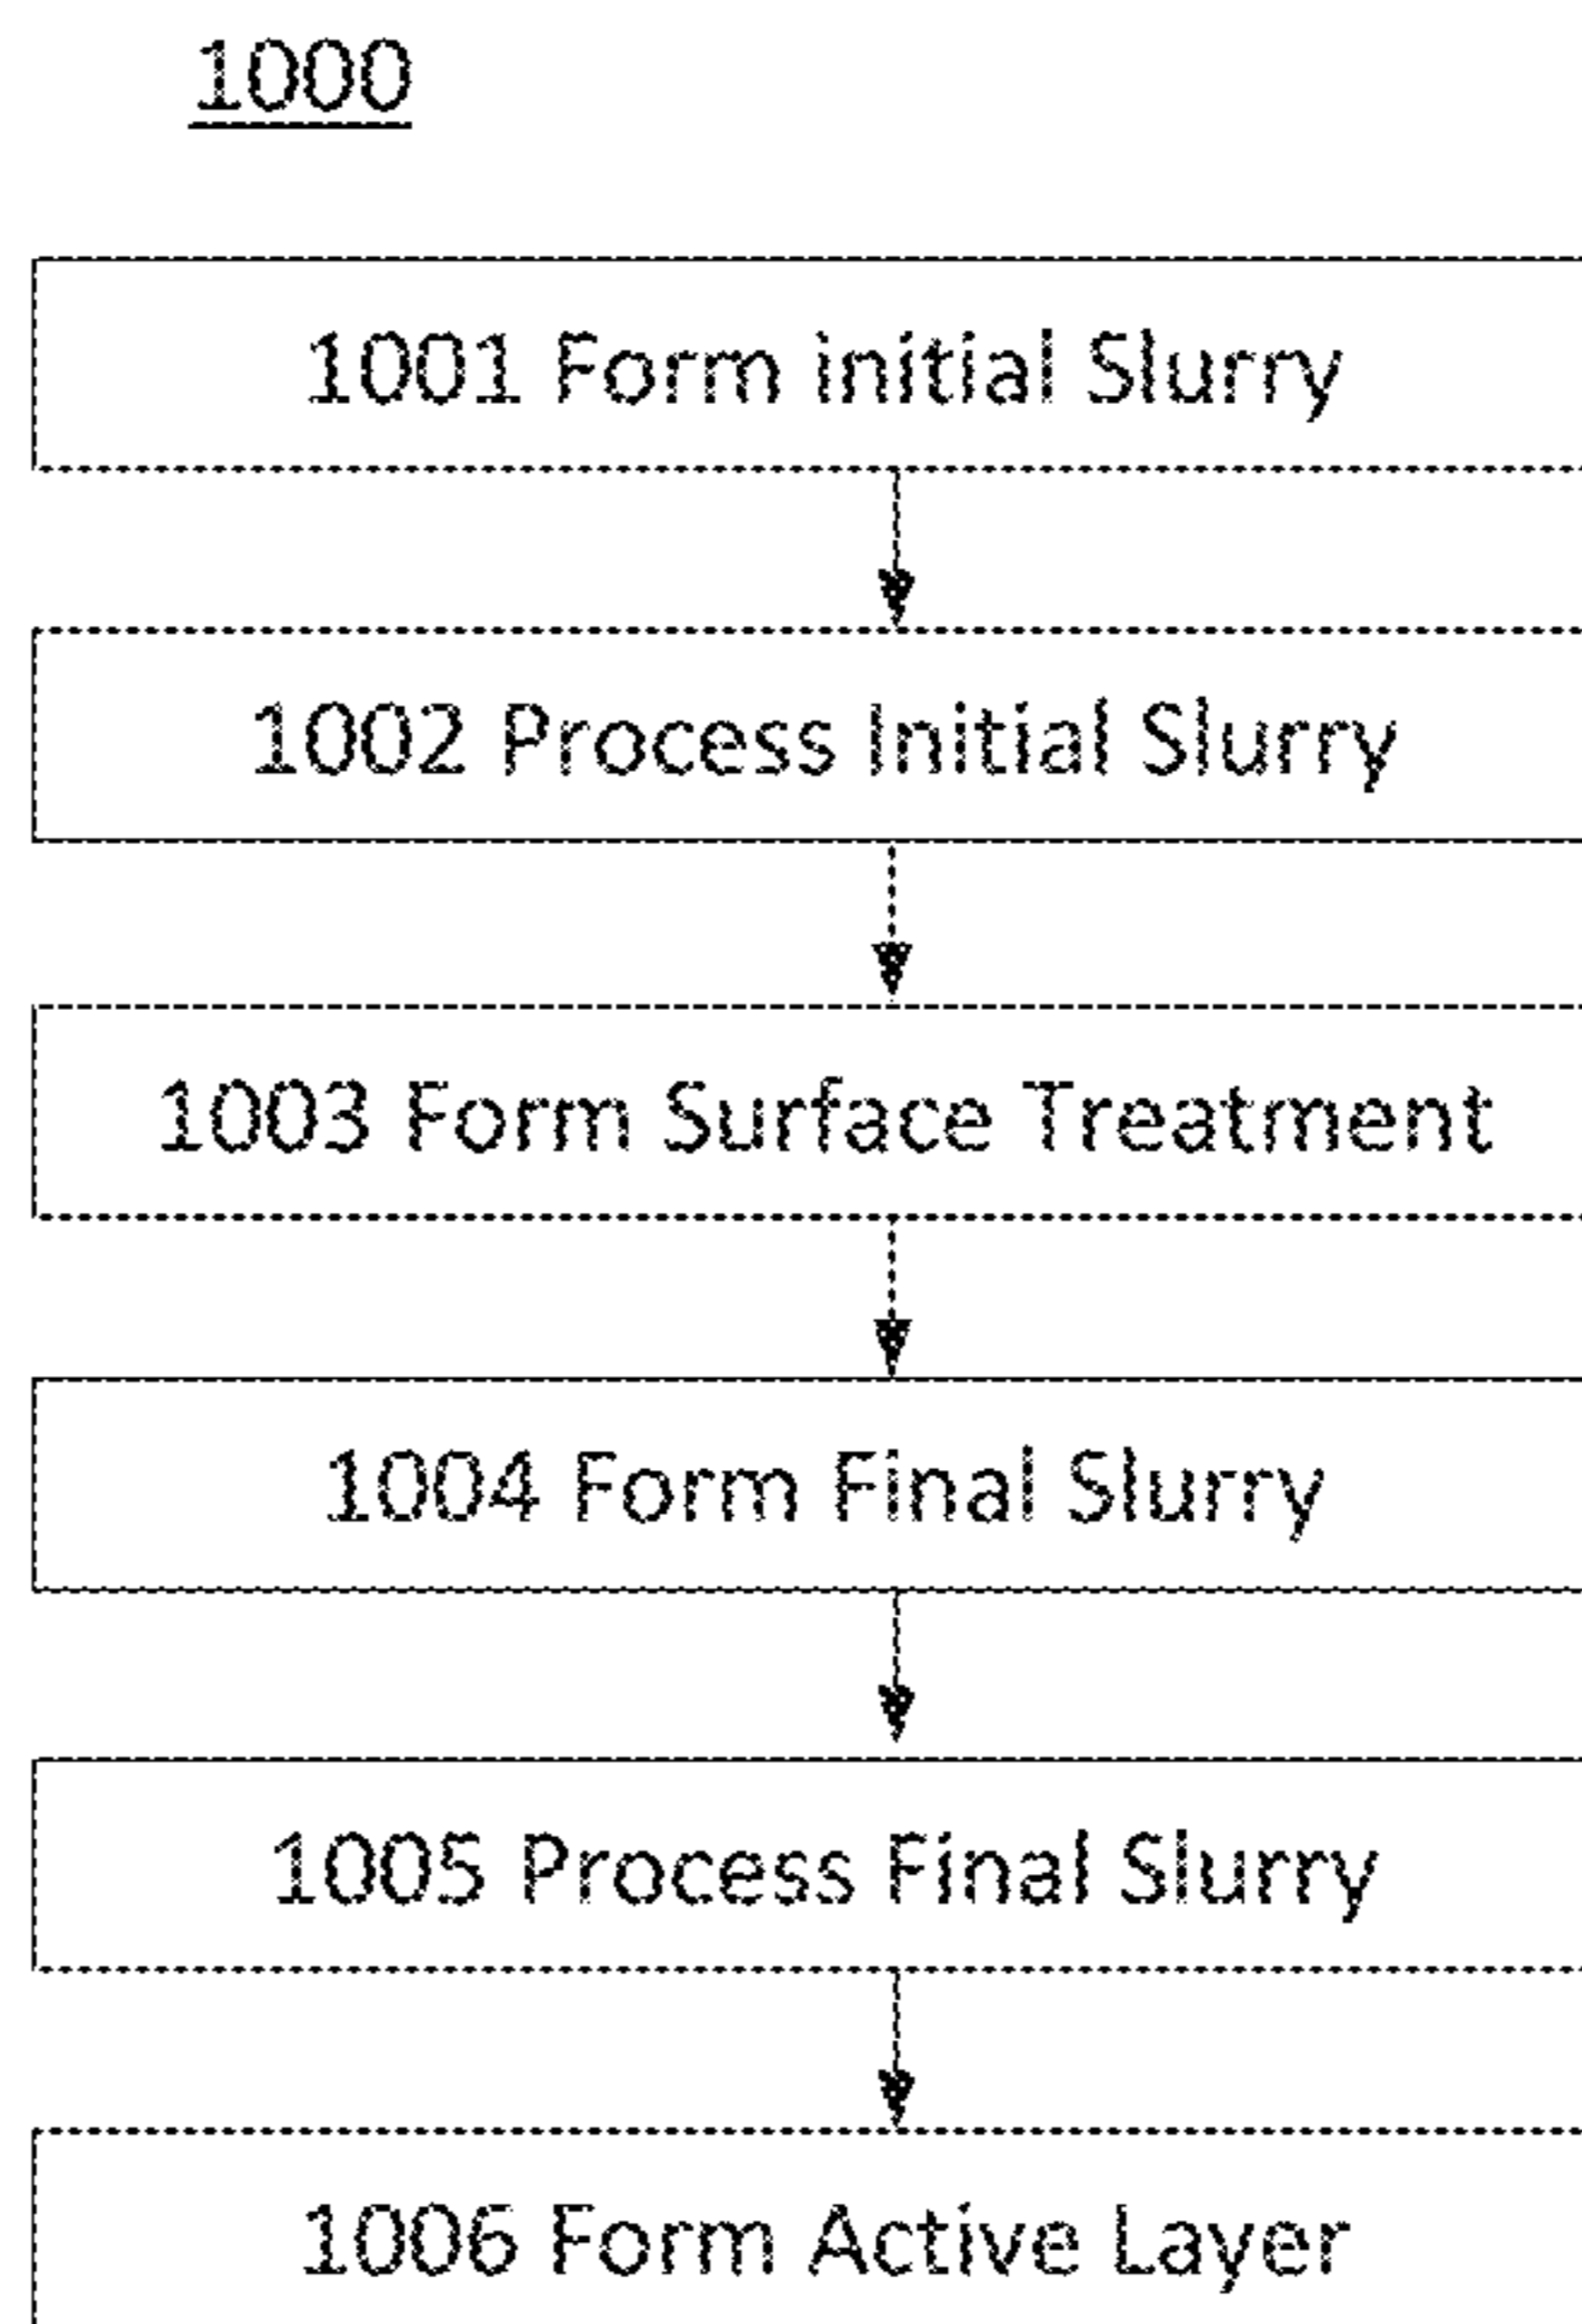 1000
1001 Form initial Slurry
1002 Process Initial Slurry
1003 Form Surface Treatment
1004 Form Final Slurry
1005 Process Final Slurry
1006 Form Active Layer